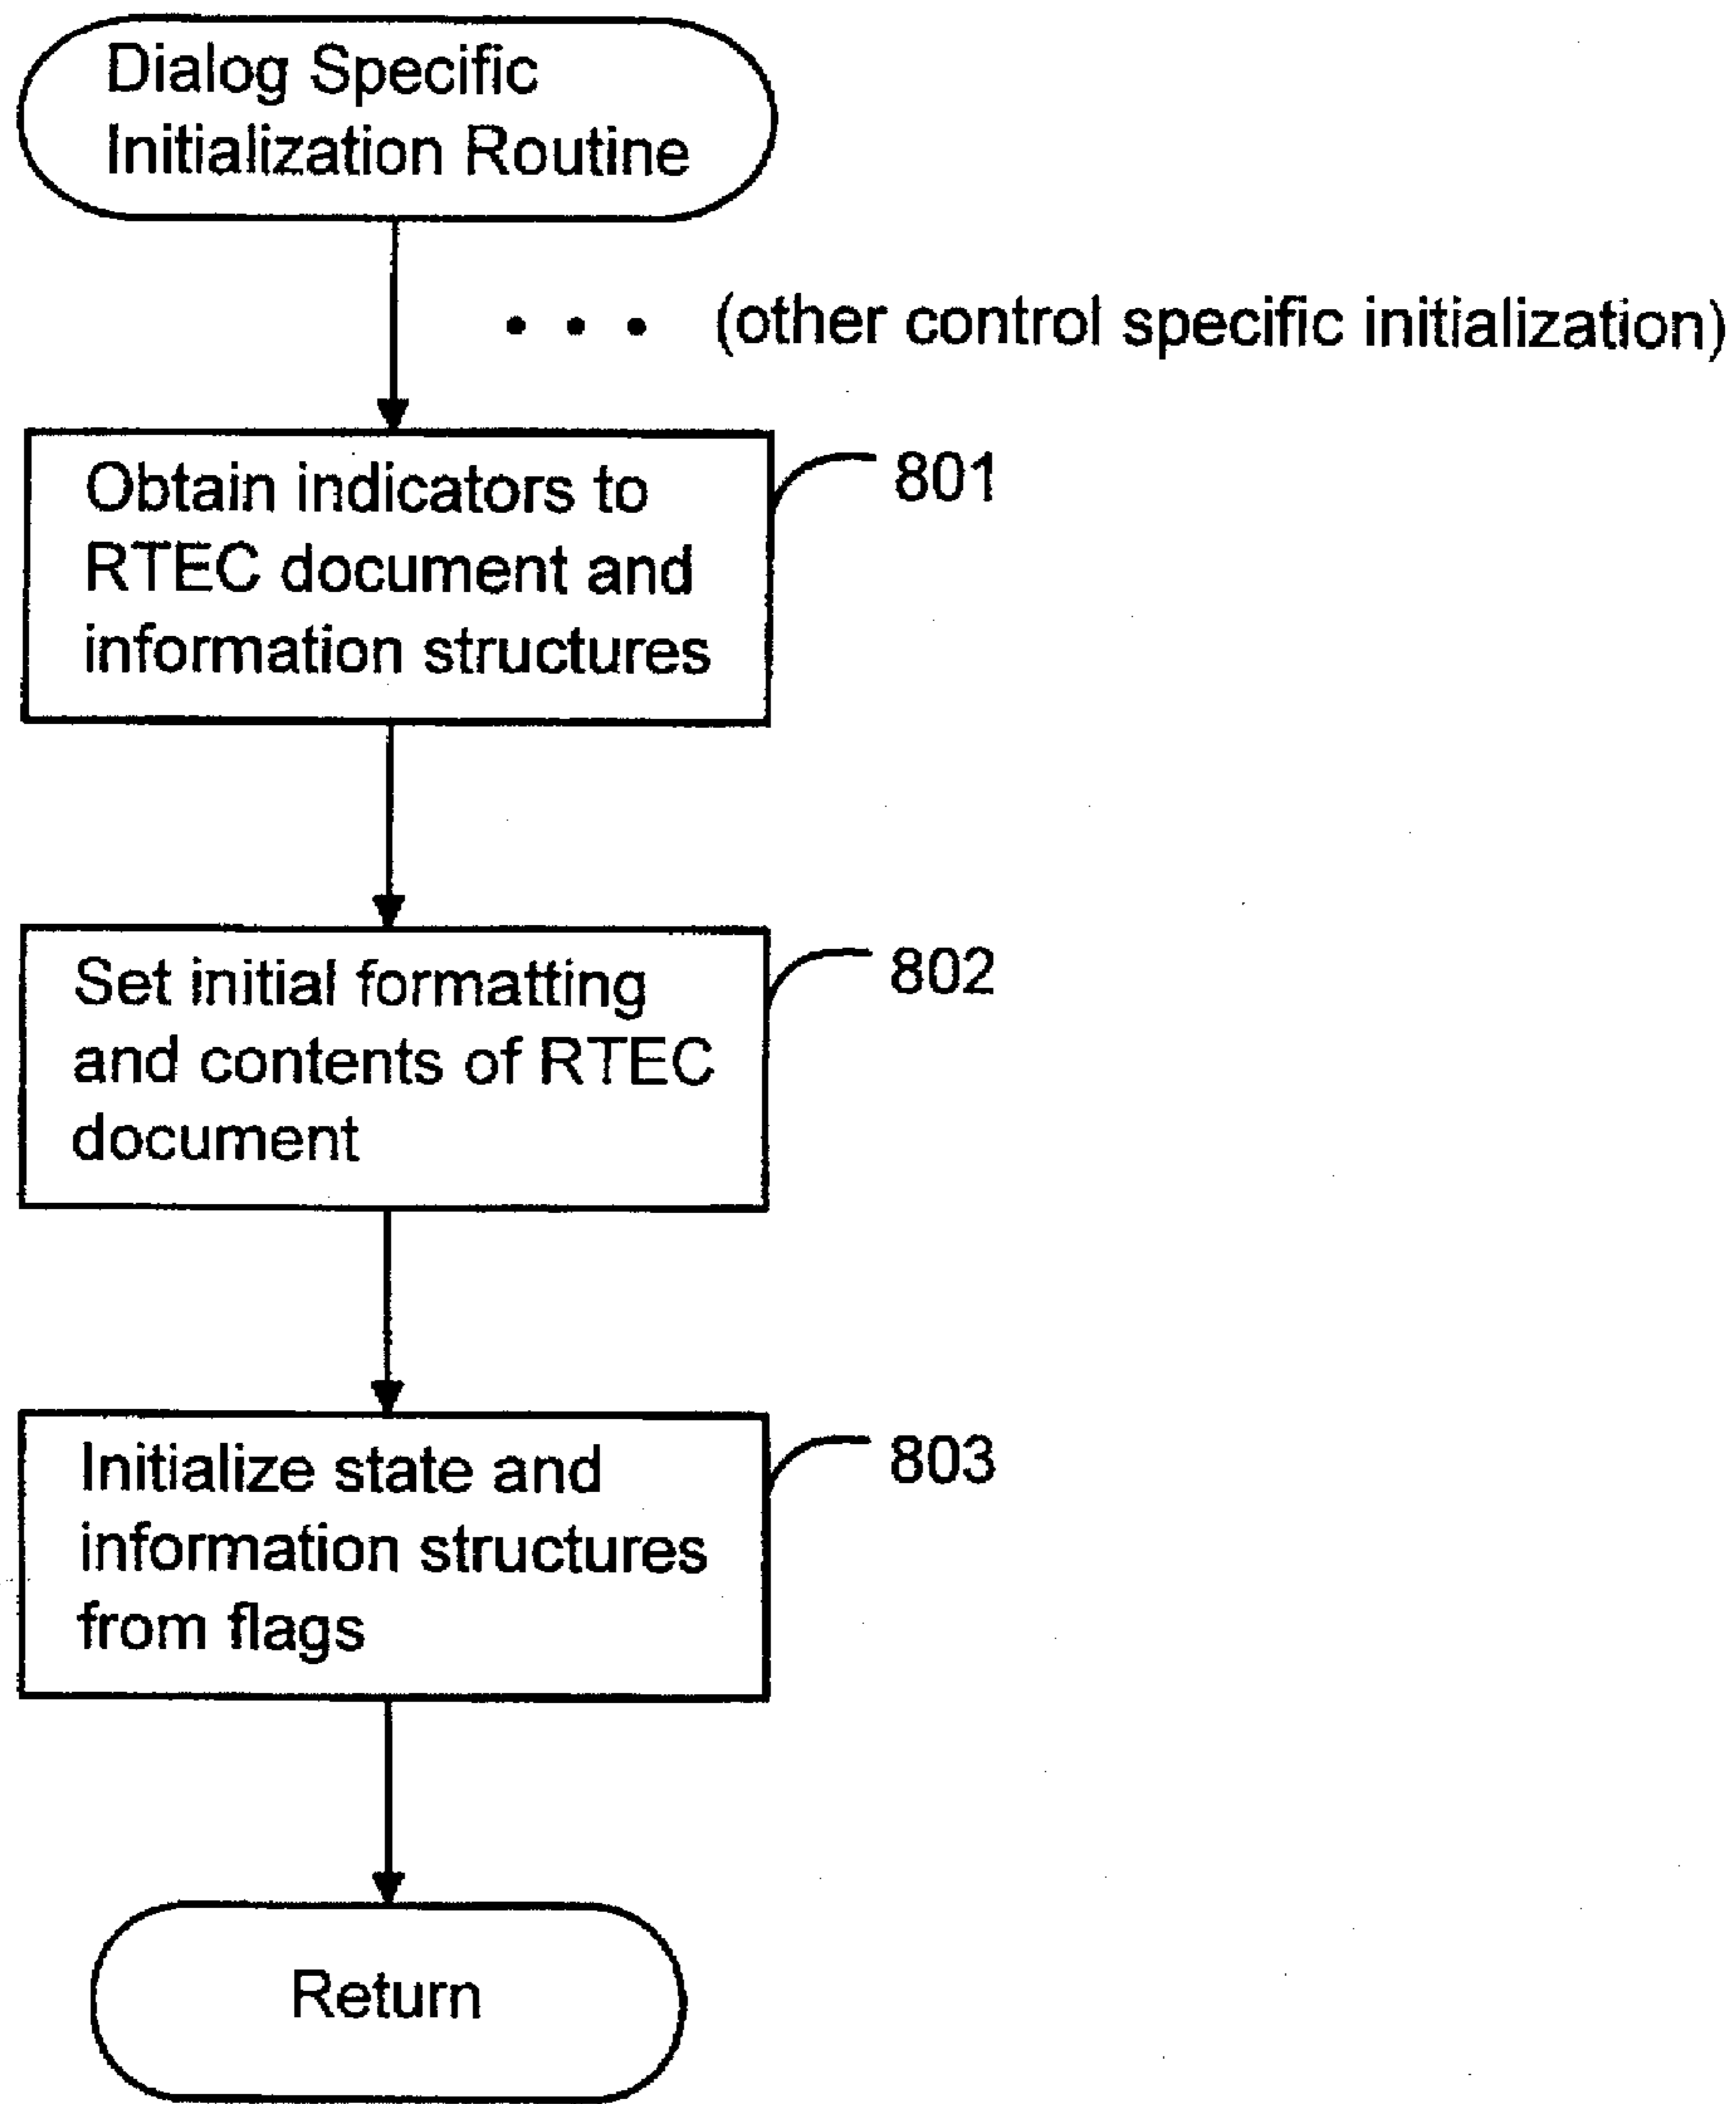 Dialog Specific
Initialization Routine
• • • (other control specific initialization)
Obtain indicators to
RTEC document and
information structures
801
Set initial formatting
and contents of RTEC
document
802
Initialize state and
information structures
from flags
803
Return